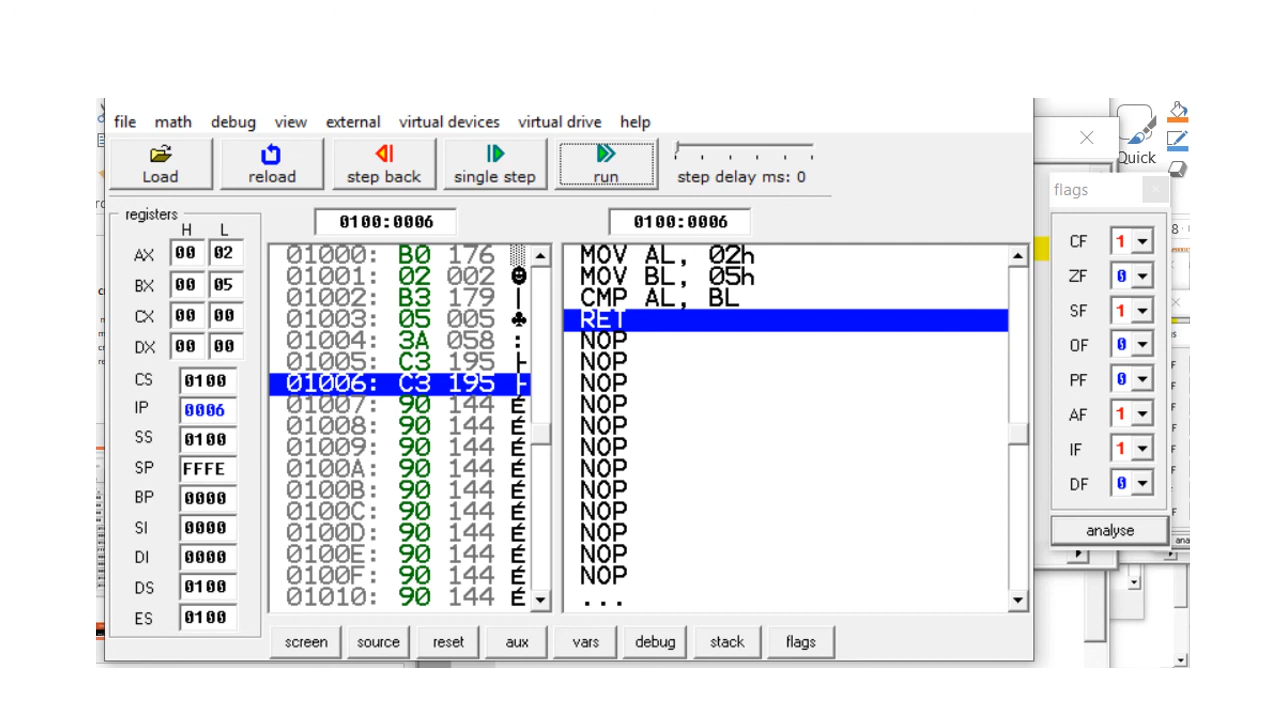 file math debug view external virtual devices virtual drive help
Load reload step back single step run step delay ms: 0
Quick
flags
registers
H L
0100:0006 0100:0006
AX 00 02
BX 00 05
CX 00 00
DX 00 00
CS 0100
IP 0006
SS 0100
SP FFFE
BP 0000
SI 0000
DI 0000
DS 0100
ES 0100
01000: B0 176 ░
01001: 02 002 ☻
01002: B3 179 |
01003: 05 005 ♣
01004: 3A 058 :
01005: C3 195 ├
01006: C3 195 ├
01007: 90 144 É
01008: 90 144 É
01009: 90 144 É
0100A: 90 144 É
0100B: 90 144 É
0100C: 90 144 É
0100D: 90 144 É
0100E: 90 144 É
0100F: 90 144 É
01010: 90 144 É
MOV AL, 02h
MOV BL, 05h
CMP AL, BL
RET
NOP
NOP
NOP
NOP
NOP
NOP
NOP
NOP
NOP
NOP
NOP
NOP
...
CF 1
ZF 0
SF 1
OF 0
PF 0
AF 1
IF 1
DF 0
analyse
screen source reset aux vars debug stack flags